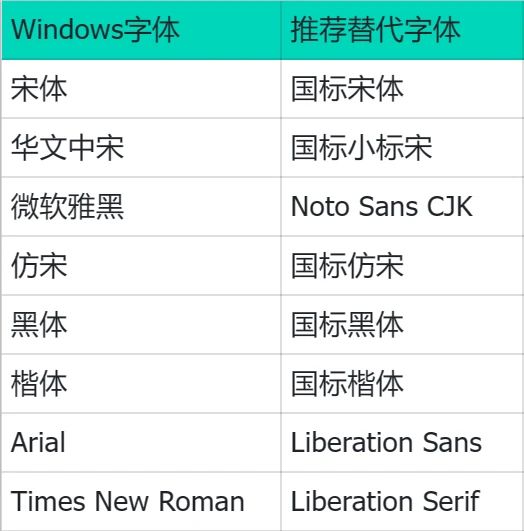 Windows字体 推荐替代字体
宋体 国标宋体
华文中宋 国标小标宋
微软雅黑 Noto Sans CJK
仿宋 国标仿宋
黑体 国标黑体
楷体 国标楷体
Arial Liberation Sans
Times New Roman Liberation Serif